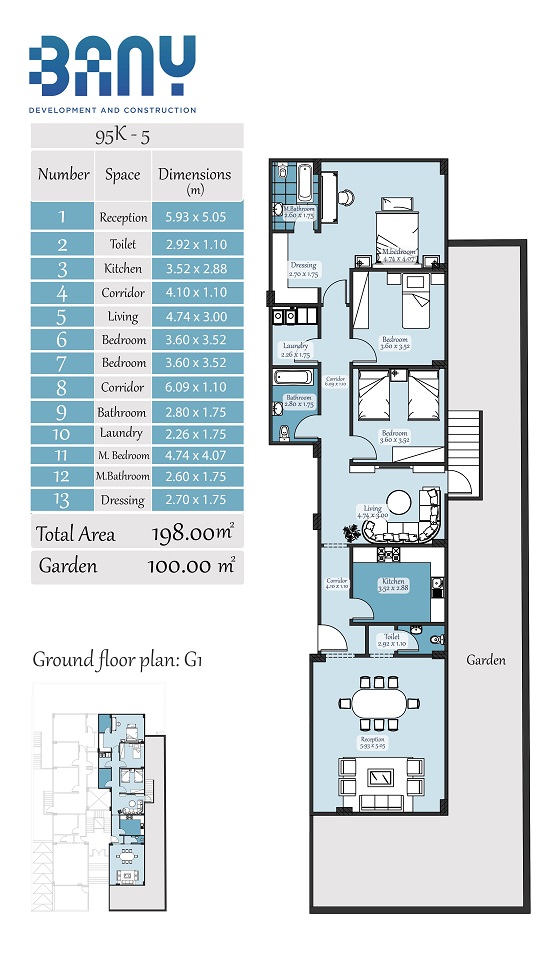 BANY
DEVELOPMENT AND CONSTRUCTION
95K - 5
Number Space Dimensions (m)
1 Reception 5.93 x 5.05
2 Toilet 2.92 x 1.10
3 Kitchen 3.52 x 2.88
4 Corridor 4.10 x 1.10
5 Living 4.74 x 3.00
6 Bedroom 3.60 x 3.52
7 Bedroom 3.60 x 3.52
8 Corridor 6.09 x 1.10
9 Bathroom 2.80 x 1.75
10 Laundry 2.26 x 1.75
11 M. Bedroom 4.74 x 4.07
12 M.Bathroom 2.60 x 1.75
13 Dressing 2.70 x 1.75
Total Area 198.00 m²
Garden 100.00 m²
Ground floor plan: G1
M.Bathroom
2.60 x 1.75
M.bedroom
4.74 x 4.07
Dressing
2.70 x 1.75
Bedroom
3.60 x 3.52
Laundry
2.26 x 1.75
Corridor
6.09 x 1.10
Bathroom
2.80 x 1.75
Bedroom
3.60 x 3.52
Living
4.74 x 3.00
Corridor
4.10 x 1.10
Kitchen
3.52 x 2.88
Toilet
2.92 x 1.10
Garden
Reception
5.93 x 5.05